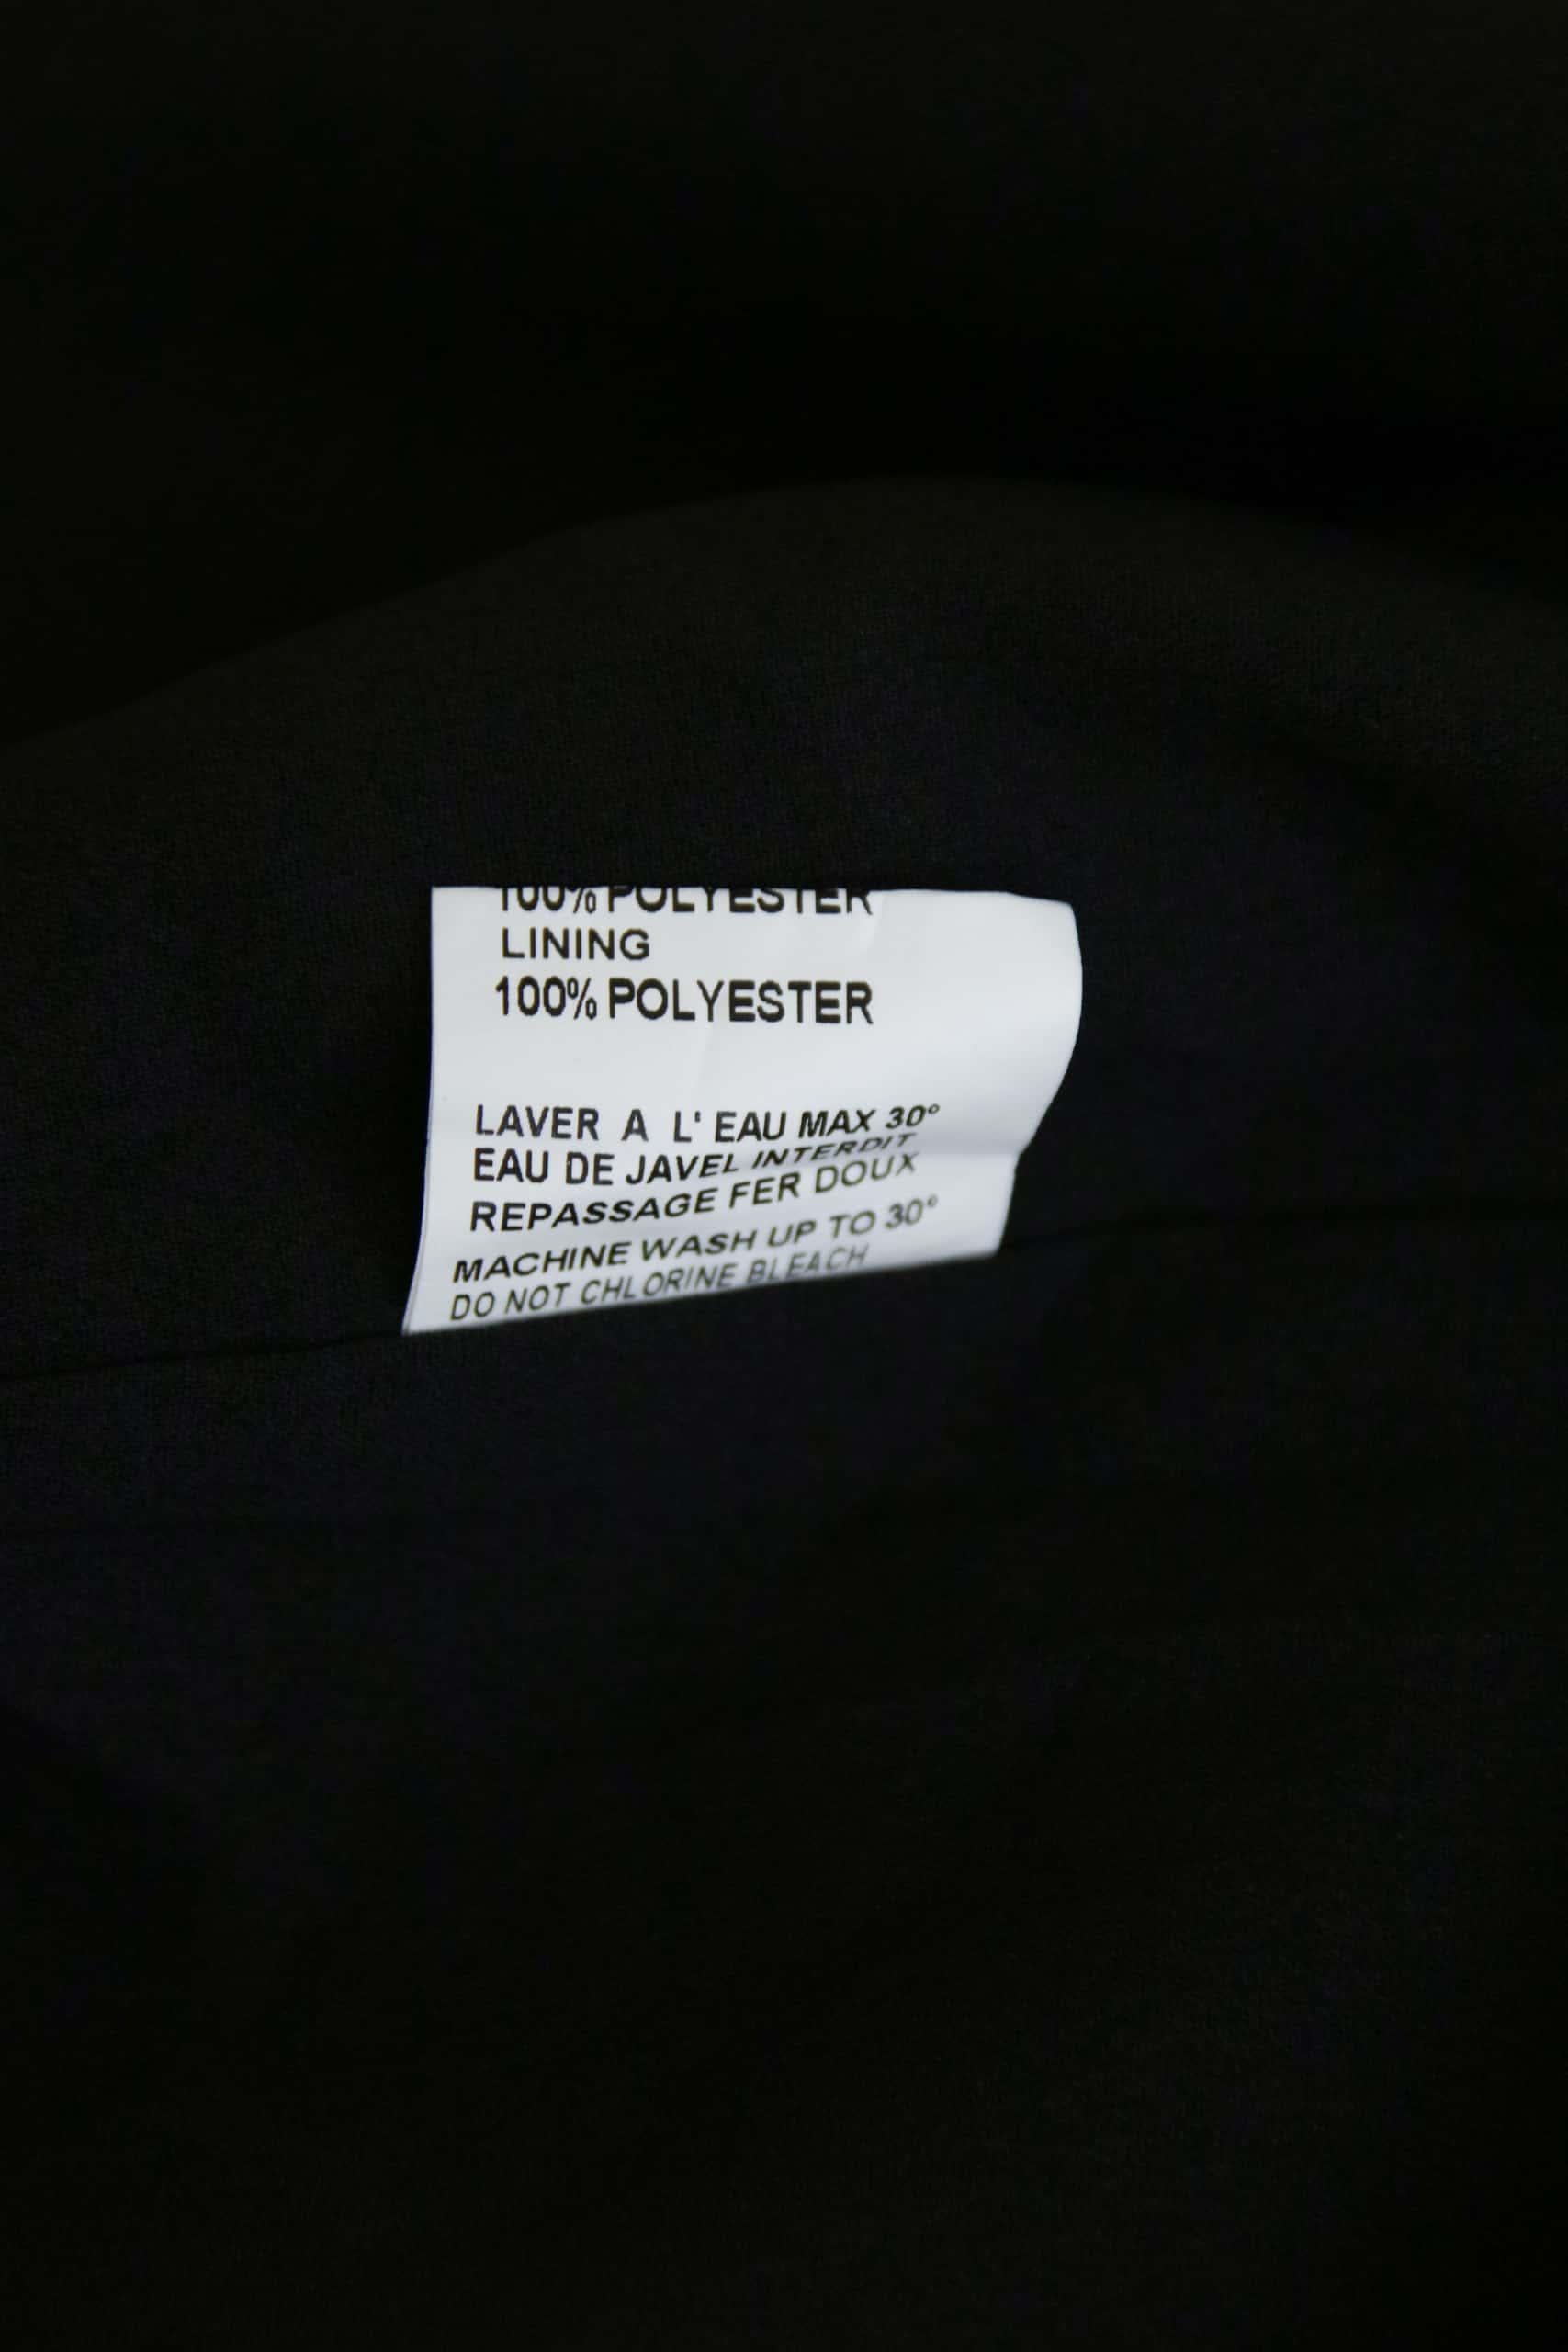 100% POLYESTER
LINING
100% POLYESTER
LAVER A L' EAU MAX 30°
EAU DE JAVEL INTERDIT
REPASSAGE FER DOUX
MACHINE WASH UP TO 30°
DO NOT CHLORINE BLEACH